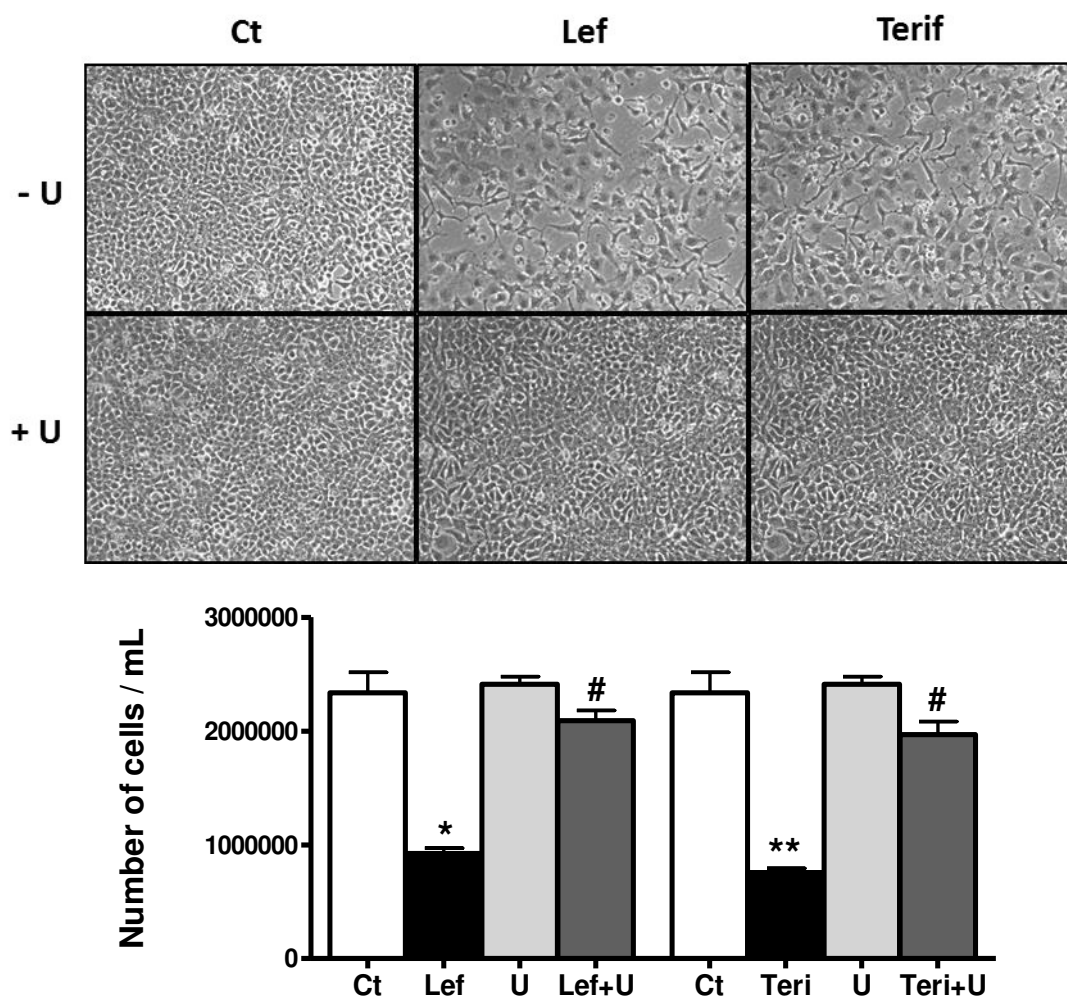 Ct Lef Terif
- U
+ U
Number of cells / mL
3000000
#
#
2000000
*
**
1000000
0
Ct Lef U Lef+U Ct Teri U Teri+U